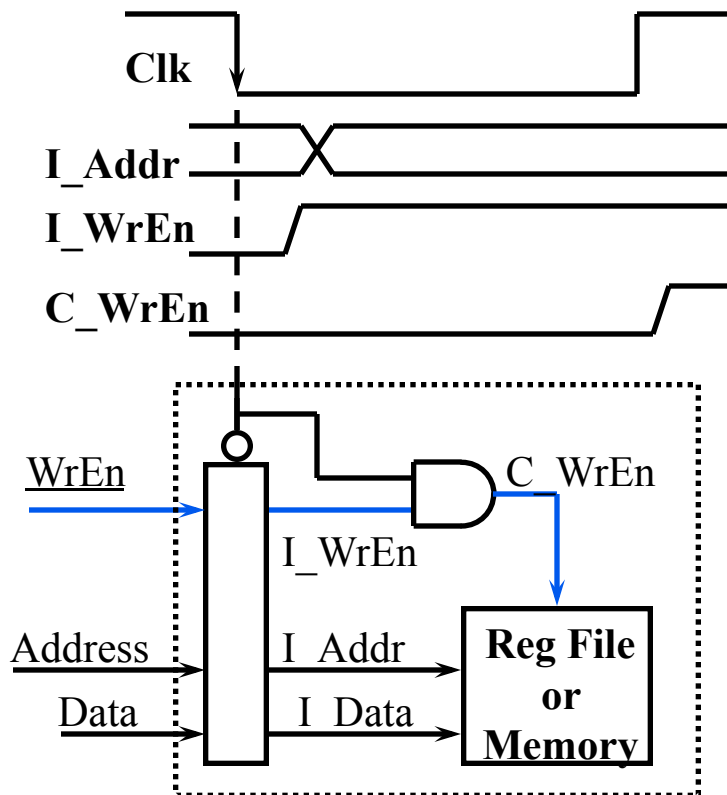 Clk
I_Addr
I_WrEn
C_WrEn
WrEn
C_WrEn
I_WrEn
Address
I_Addr
Data
I_Data
Reg File
or
Memory